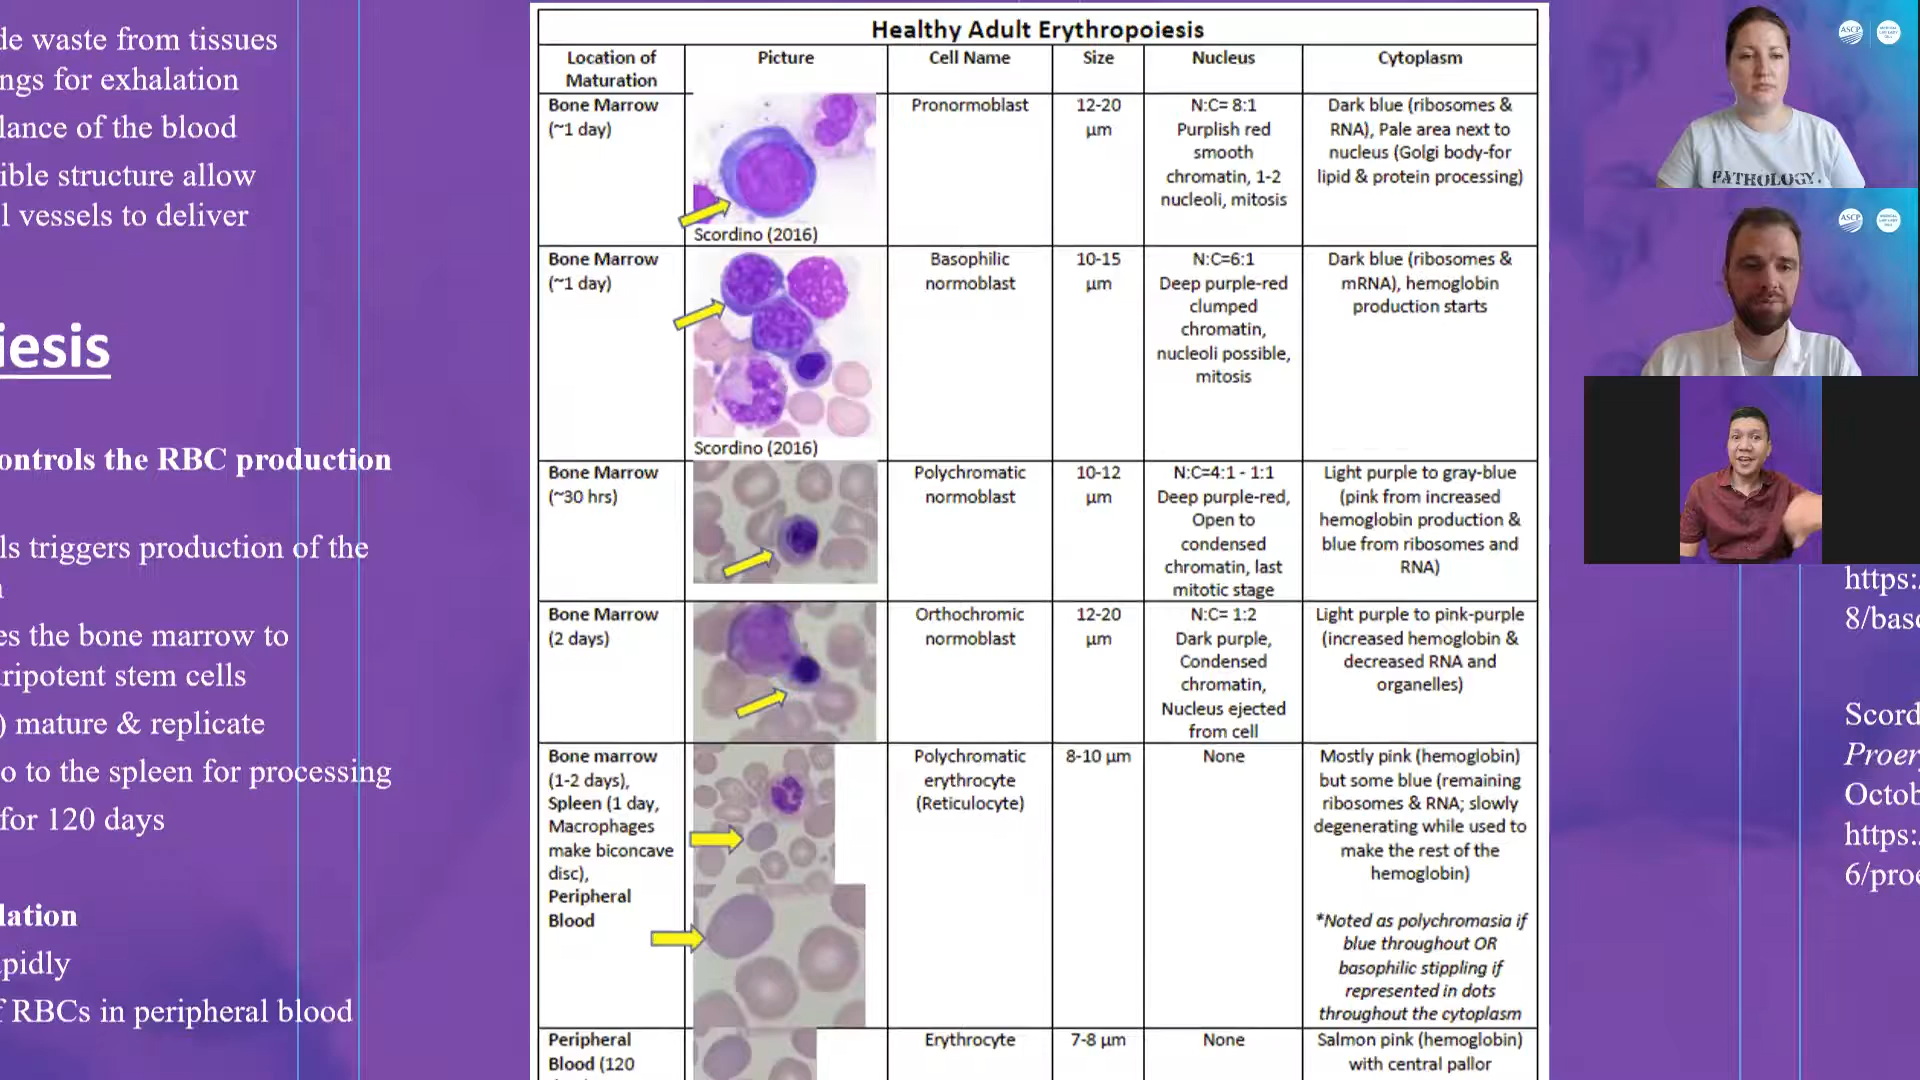 de waste from tissues
ngs for exhalation
lance of the blood
ible structure allow
l vessels to deliver
iesis
ontrols the RBC production
ls triggers production of the
es the bone marrow to
ripotent stem cells
) mature & replicate
o to the spleen for processing
for 120 days
lation
pidly
f RBCs in peripheral blood
Healthy Adult Erythropoiesis
Location of Maturation
Picture
Cell Name
Size
Nucleus
Cytoplasm
Bone Marrow
(~1 day)
Scordino (2016)
Pronormoblast
12-20
µm
N:C= 8:1
Purplish red
smooth
chromatin, 1-2
nucleoli, mitosis
Dark blue (ribosomes &
RNA), Pale area next to
nucleus (Golgi body-for
lipid & protein processing)
Bone Marrow
(~1 day)
Scordino (2016)
Basophilic
normoblast
10-15
µm
N:C=6:1
Deep purple-red
clumped
chromatin,
nucleoli possible,
mitosis
Dark blue (ribosomes &
mRNA), hemoglobin
production starts
Bone Marrow
(~30 hrs)
Polychromatic
normoblast
10-12
µm
N:C=4:1 - 1:1
Deep purple-red,
Open to
condensed
chromatin, last
mitotic stage
Light purple to gray-blue
(pink from increased
hemoglobin production &
blue from ribosomes and
RNA)
Bone Marrow
(2 days)
Orthochromic
normoblast
12-20
µm
N:C= 1:2
Dark purple,
Condensed
chromatin,
Nucleus ejected
from cell
Light purple to pink-purple
(increased hemoglobin &
decreased RNA and
organelles)
Bone marrow
(1-2 days),
Spleen (1 day,
Macrophages
make biconcave
disc),
Peripheral
Blood
Polychromatic
erythrocyte
(Reticulocyte)
8-10 µm
None
Mostly pink (hemoglobin)
but some blue (remaining
ribosomes & RNA; slowly
degenerating while used to
make the rest of the
hemoglobin)
*Noted as polychromasia if
blue throughout OR
basophilic stippling if
represented in dots
throughout the cytoplasm
Peripheral
Blood (120
Erythrocyte
7-8 µm
None
Salmon pink (hemoglobin)
with central pallor
ASCP
PATHOLOGY.
ASCP
https:
8/baso
Scord
Proer
Octob
https:
6/proe